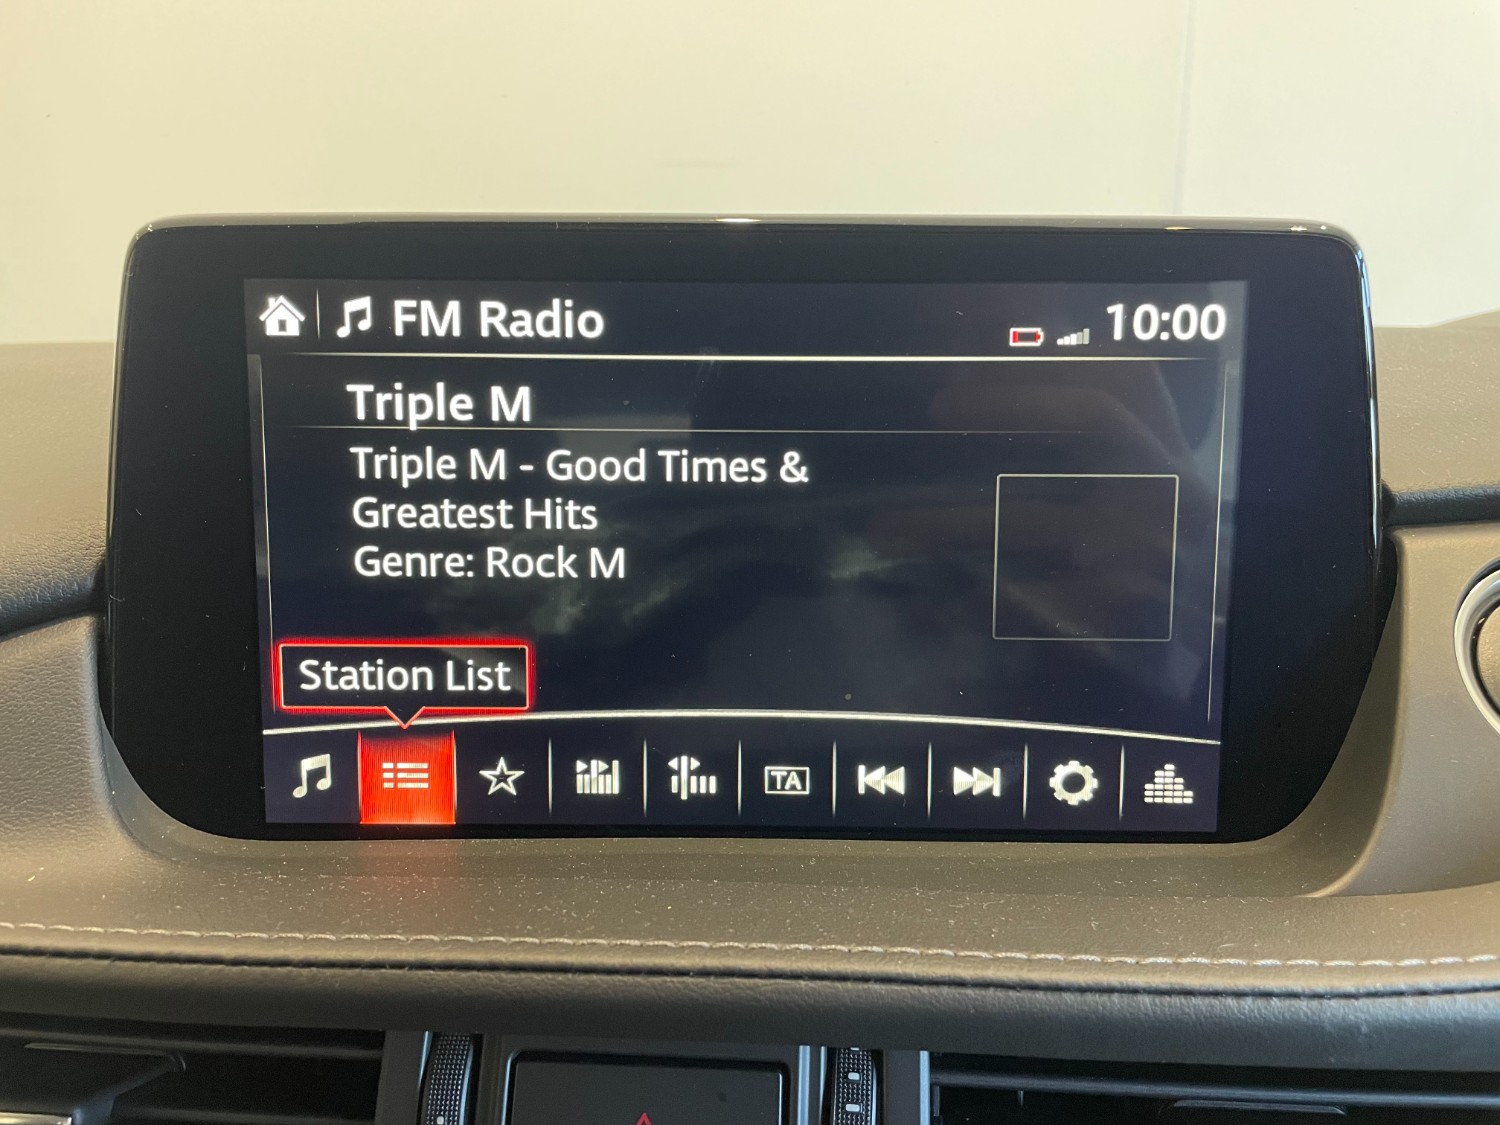 FM Radio
10:00
Triple M
Triple M - Good Times &
Greatest Hits
Genre: Rock M
Station List
TA